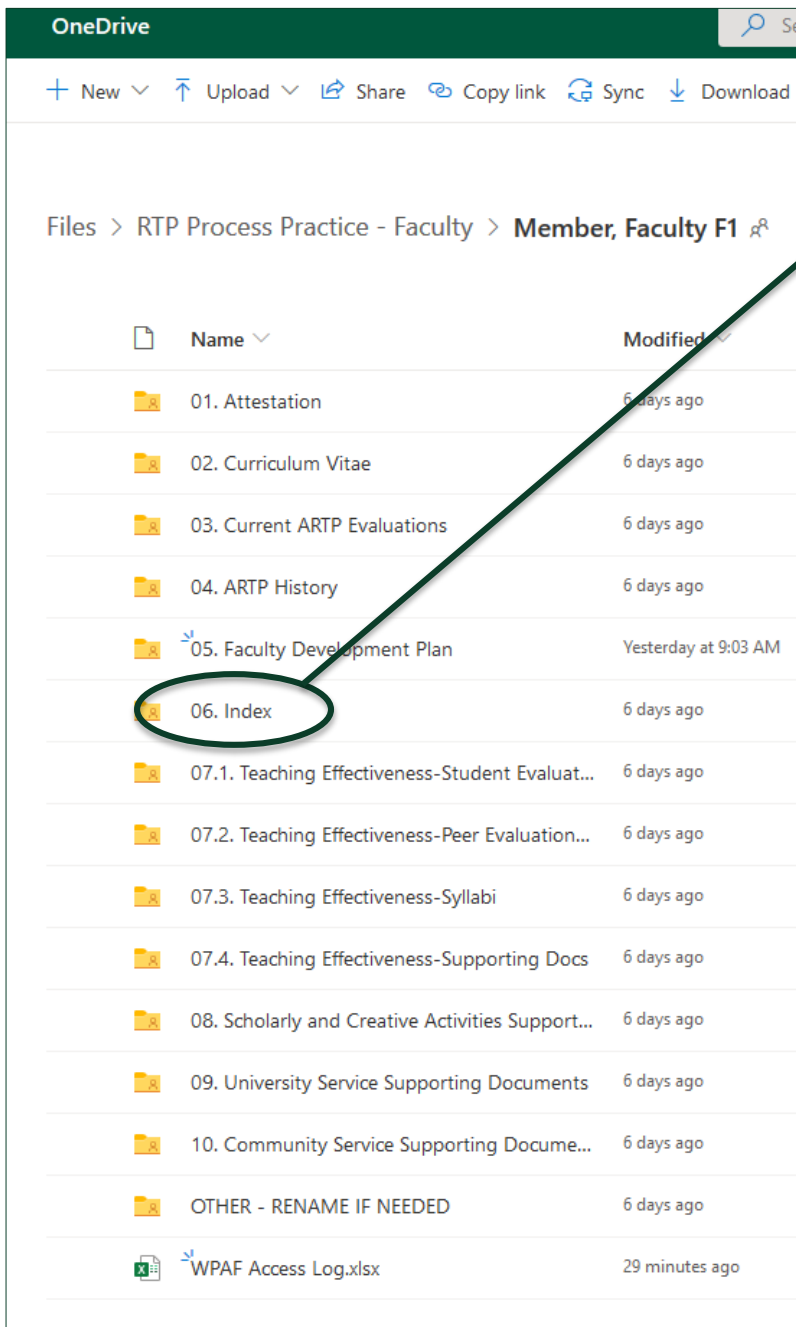 OneDrive
New Upload Share Copy link Sync Download
Files > RTP Process Practice - Faculty > Member, Faculty F1
Name Modified
01. Attestation 6 days ago
02. Curriculum Vitae 6 days ago
03. Current ARTP Evaluations 6 days ago
04. ARTP History 6 days ago
05. Faculty Development Plan Yesterday at 9:03 AM
06. Index 6 days ago
07.1. Teaching Effectiveness-Student Evaluat... 6 days ago
07.2. Teaching Effectiveness-Peer Evaluation... 6 days ago
07.3. Teaching Effectiveness-Syllabi 6 days ago
07.4. Teaching Effectiveness-Supporting Docs 6 days ago
08. Scholarly and Creative Activities Support... 6 days ago
09. University Service Supporting Documents 6 days ago
10. Community Service Supporting Docume... 6 days ago
OTHER - RENAME IF NEEDED 6 days ago
WPAF Access Log.xlsx 29 minutes ago